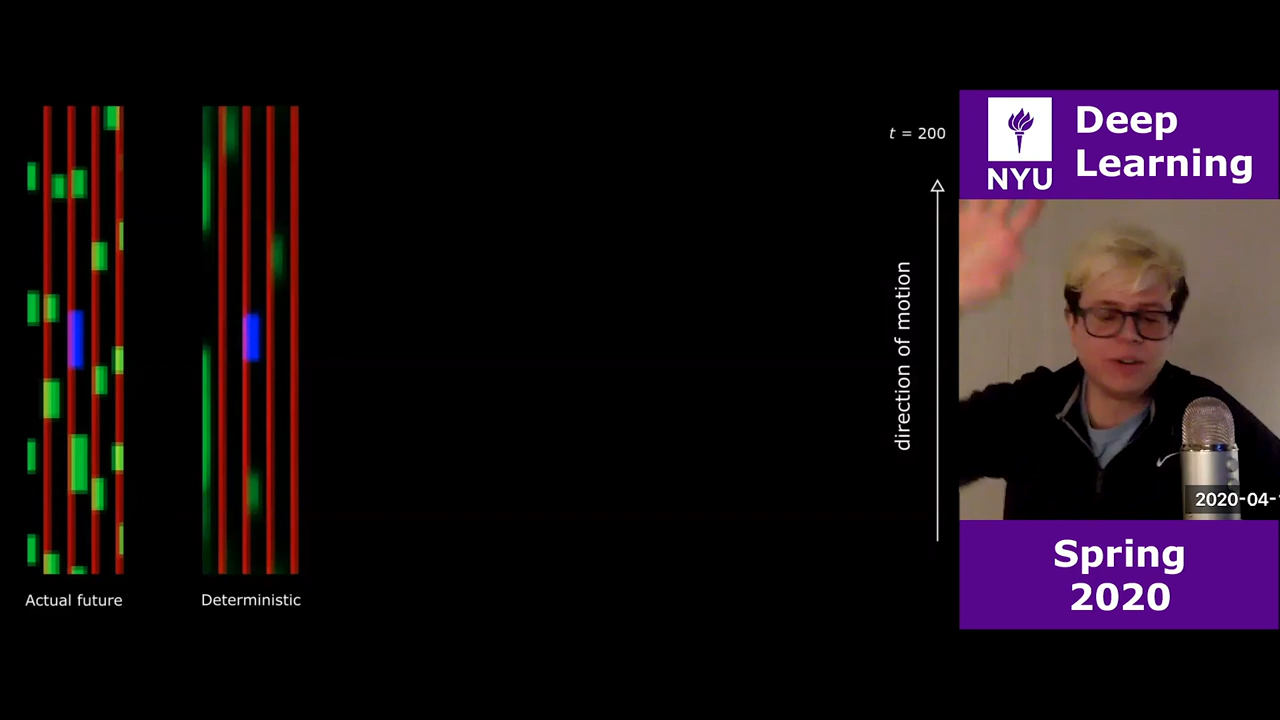 t = 200
direction of motion
Actual future
Deterministic
NYU
Deep
Learning
2020-04-
Spring
2020